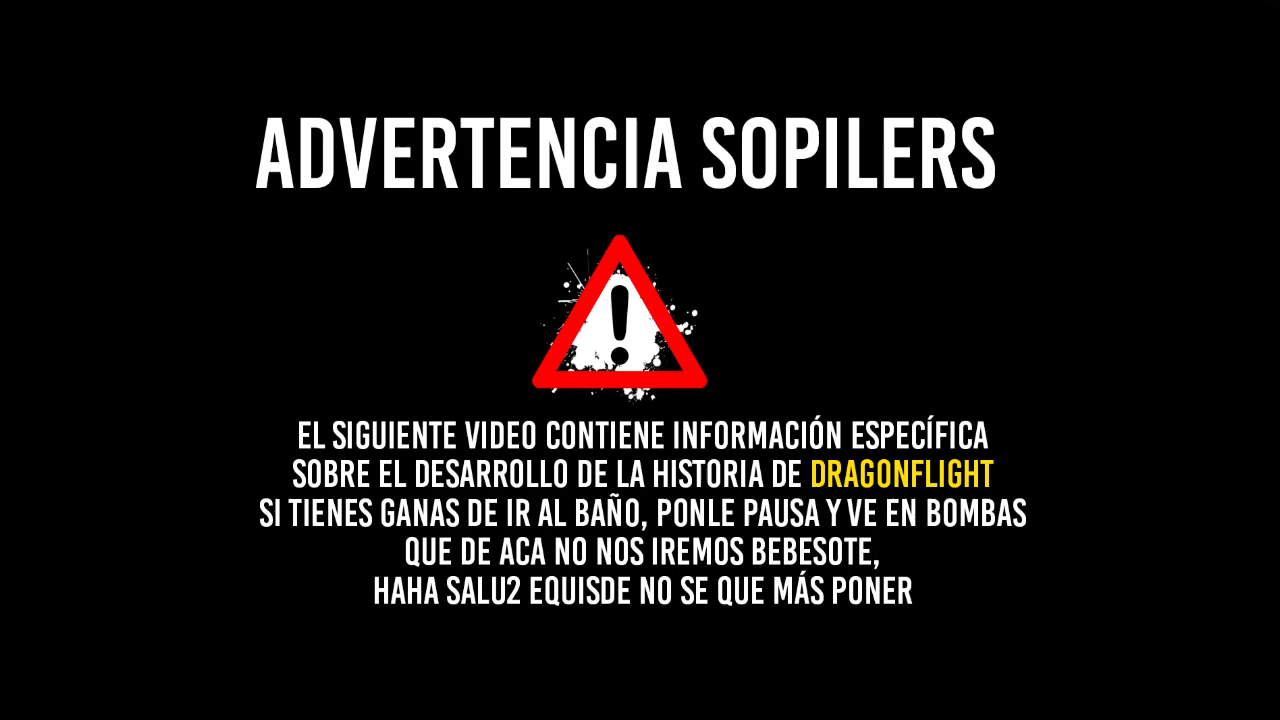 ADVERTENCIA SOPILERS
EL SIGUIENTE VIDEO CONTIENE INFORMACIÓN ESPECÍFICA
SOBRE EL DESARROLLO DE LA HISTORIA DE DRAGONFLIGHT
SI TIENES GANAS DE IR AL BAÑO, PONLE PAUSA Y VE EN BOMBAS
QUE DE ACA NO NOS IREMOS BEBESOTE,
HAHA SALU2 EQUISDE NO SE QUE MÁS PONER